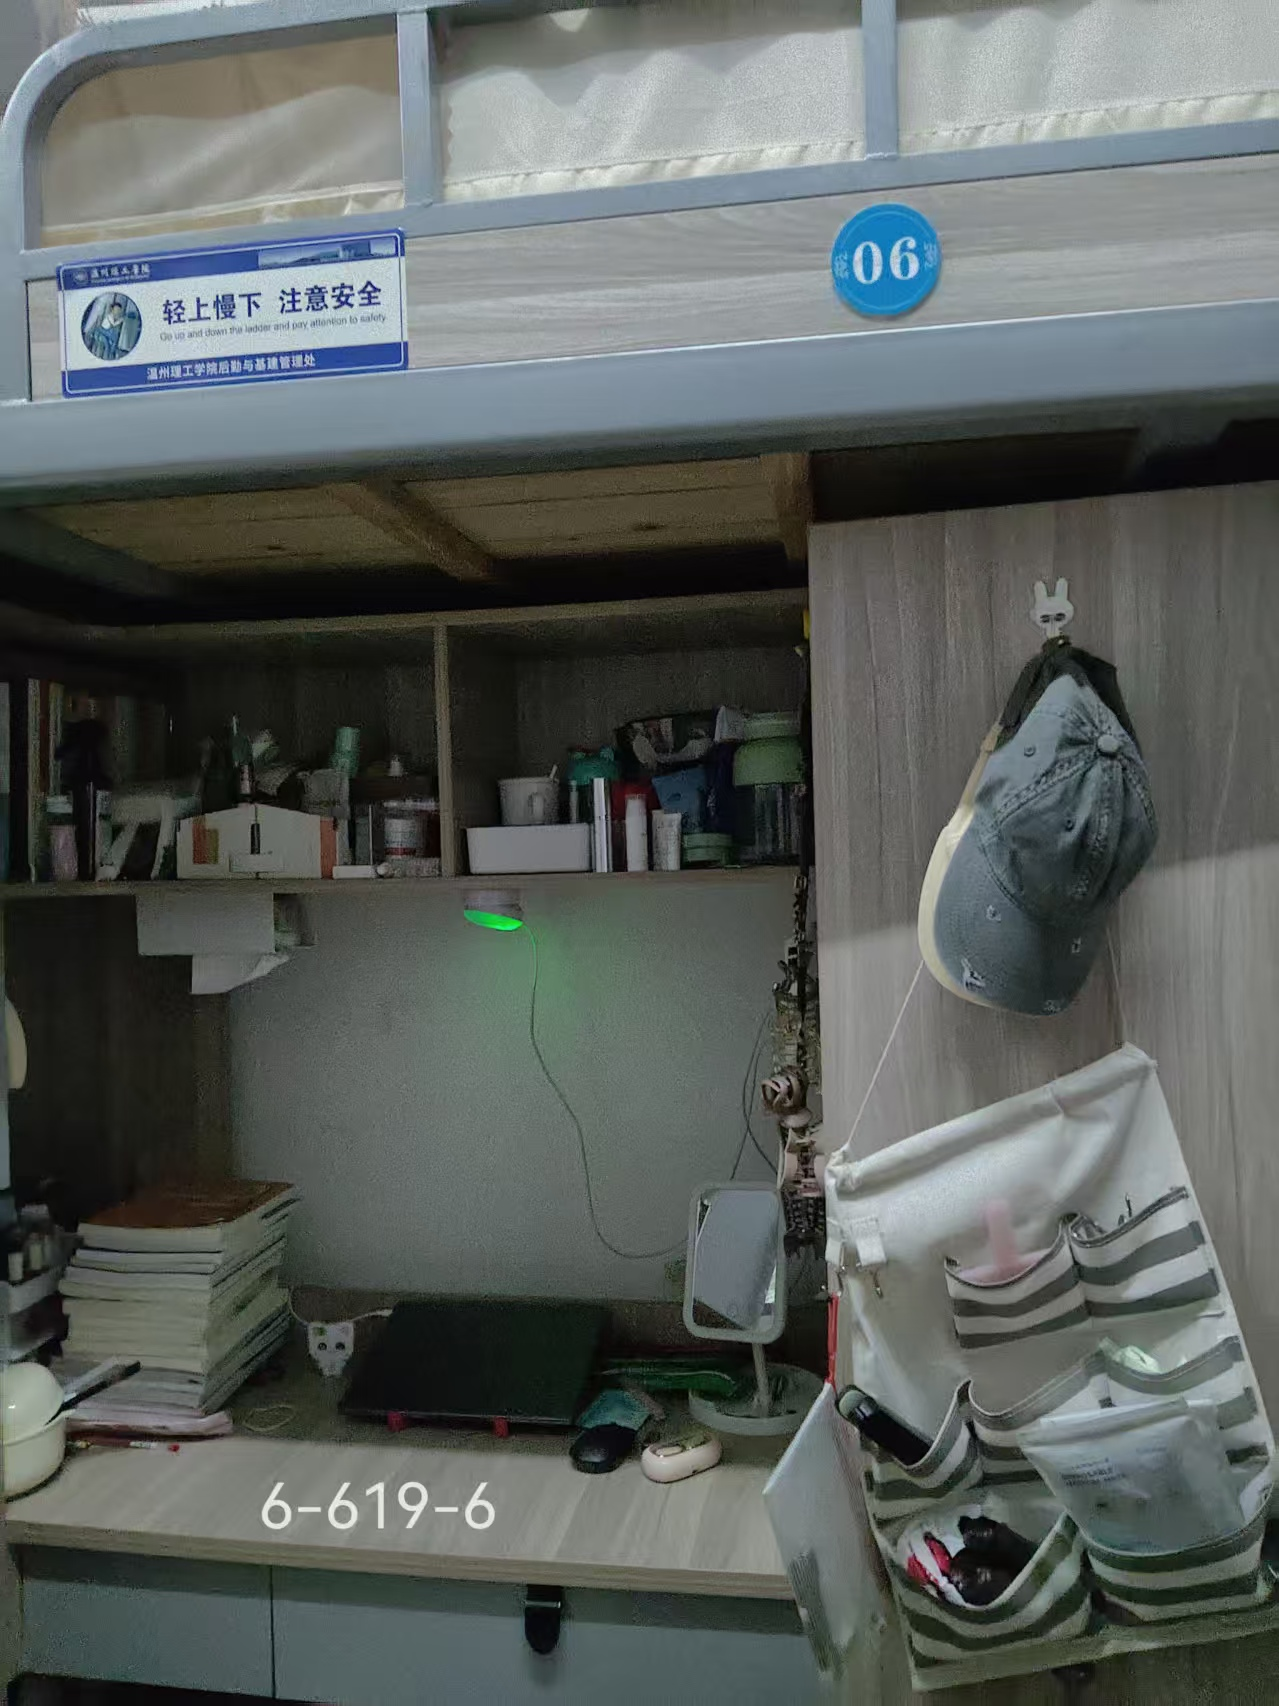 温州理工学院
轻上慢下 注意安全
Go up and down the ladder and pay attention to safety
温州理工学院后勤与基建管理处
06
6-619-6